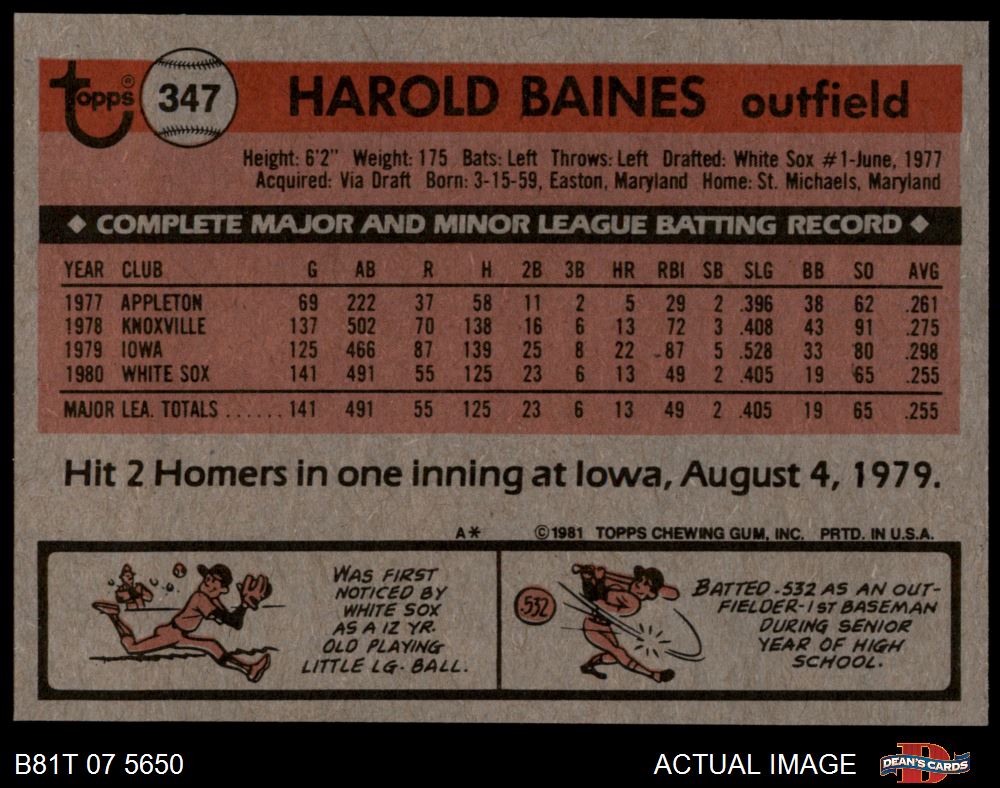 Topps® 347 HAROLD BAINES outfield
Height: 6'2" Weight: 175 Bats: Left Throws: Left Drafted: White Sox #1-June, 1977
Acquired: Via Draft Born: 3-15-59, Easton, Maryland Home: St. Michaels, Maryland
◆ COMPLETE MAJOR AND MINOR LEAGUE BATTING RECORD ◆
YEAR CLUB G AB R H 2B 3B HR RBI SB SLG BB SO AVG
1977 APPLETON 69 222 37 58 11 2 5 29 2 .396 38 62 .261
1978 KNOXVILLE 137 502 70 138 16 6 13 72 3 .408 43 91 .275
1979 IOWA 125 466 87 139 25 8 22 87 5 .528 33 80 .298
1980 WHITE SOX 141 491 55 125 23 6 13 49 2 .405 19 65 .255
MAJOR LEA. TOTALS ...... 141 491 55 125 23 6 13 49 2 .405 19 65 .255
Hit 2 Homers in one inning at Iowa, August 4, 1979.
A* ©1981 TOPPS CHEWING GUM, INC. PRTD. IN U.S.A.
WAS FIRST
NOTICED BY
WHITE SOX
AS A 12 YR.
OLD PLAYING
LITTLE LG. BALL.
.532
BATTED .532 AS AN OUT-
FIELDER-1ST BASEMAN
DURING SENIOR
YEAR OF HIGH
SCHOOL.
B81T 07 5650 ACTUAL IMAGE D DEAN'S CARDS